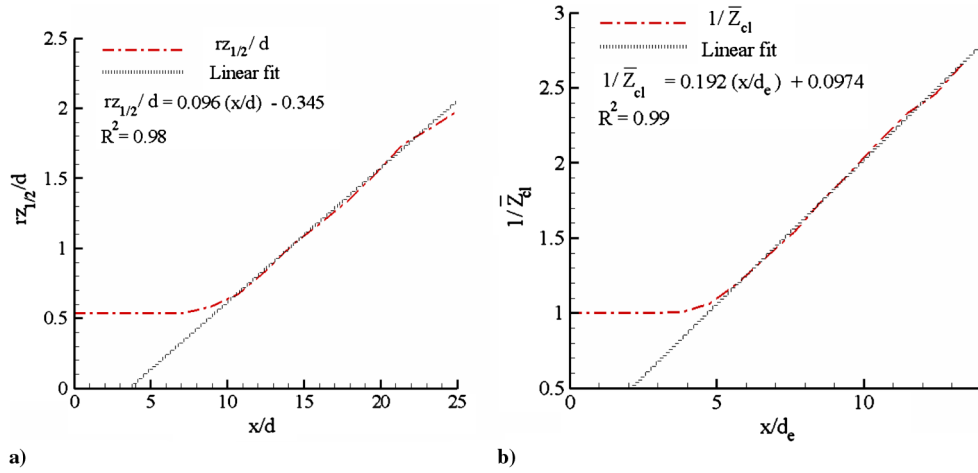 2.5
2
1.5
1
0.5
0
rz1/2/d
rz1/2/ d
Linear fit
rz1/2/ d = 0.096 (x/d) - 0.345
R2= 0.98
0 5 10 15 20 25
x/d
a)
3
2.5
2
1.5
1
0.5
1/Z̅cl
1/ Z̅cl
Linear fit
1/ Z̅cl = 0.192 (x/de) + 0.0974
R2= 0.99
0 5 10
x/de
b)